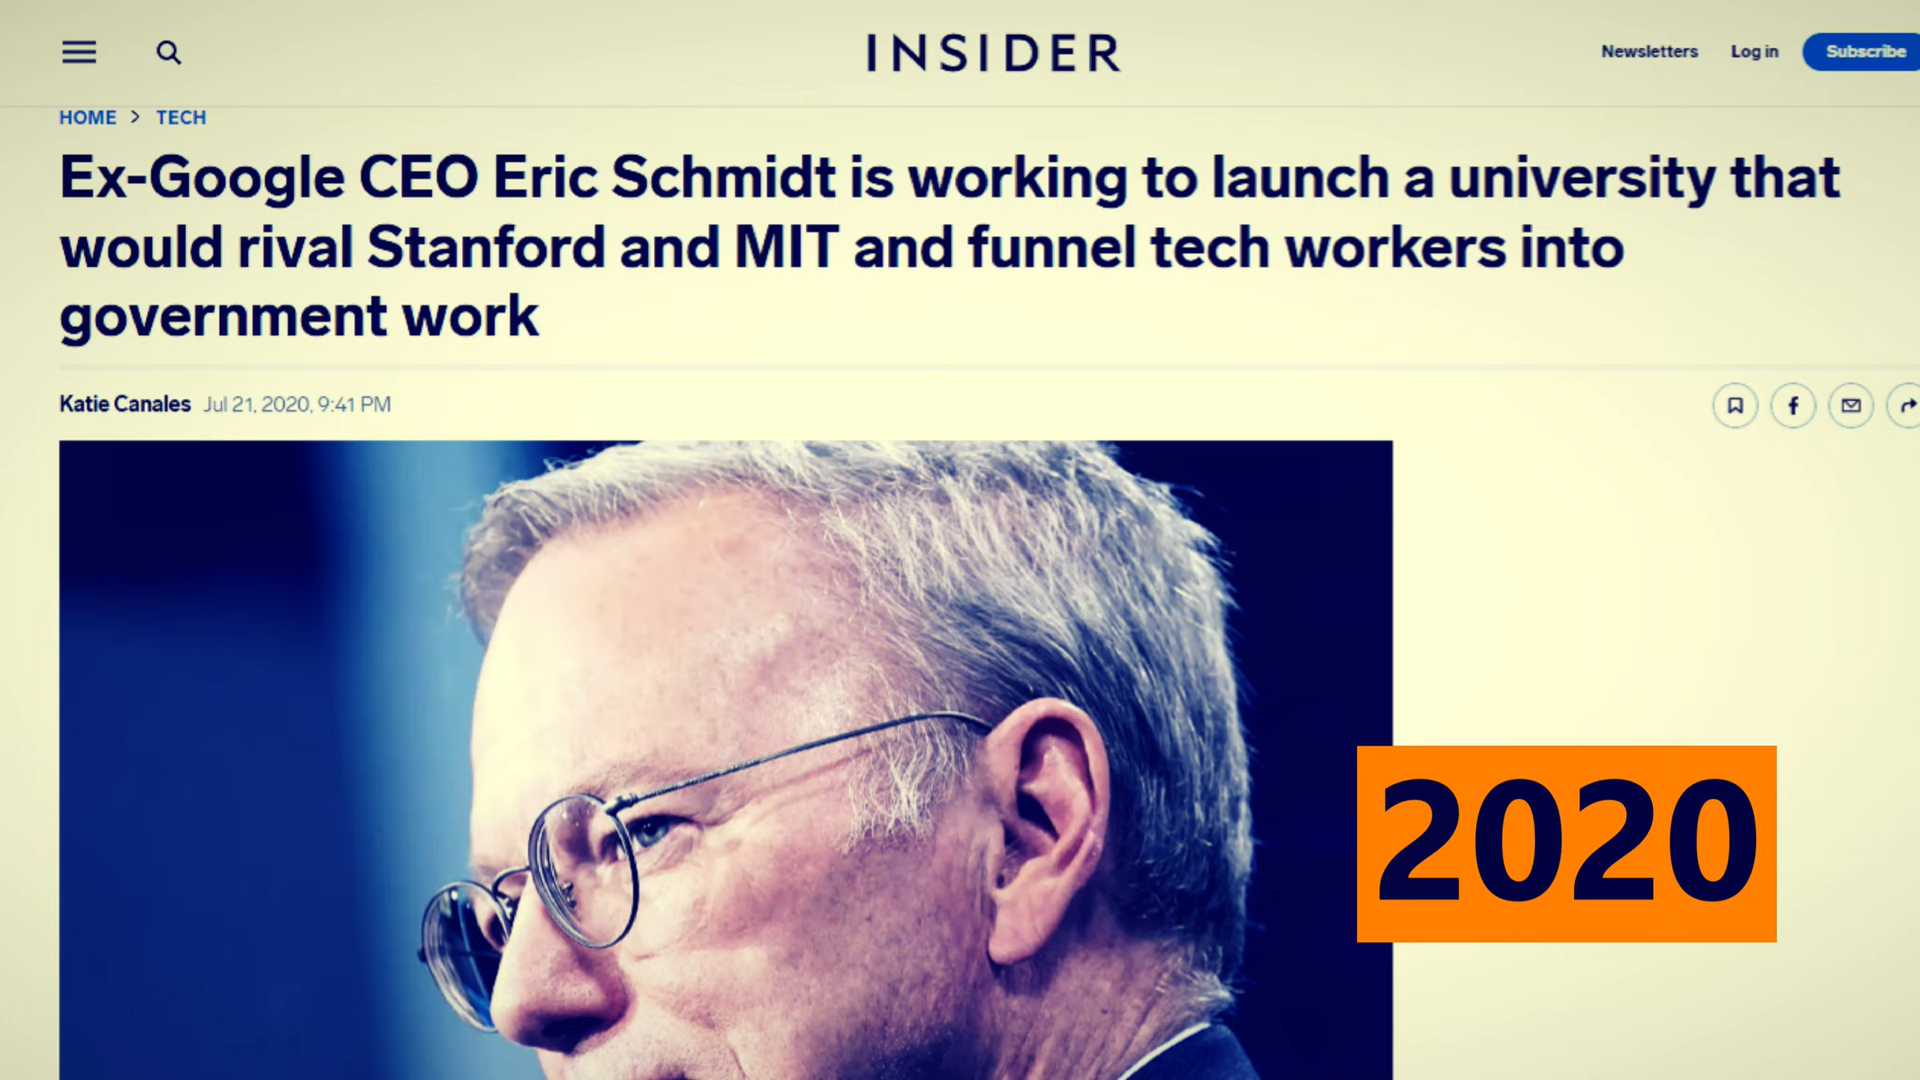 INSIDER
Newsletters Log in Subscribe
HOME > TECH
Ex-Google CEO Eric Schmidt is working to launch a university that
would rival Stanford and MIT and funnel tech workers into
government work
Katie Canales Jul 21, 2020, 9:41 PM
2020